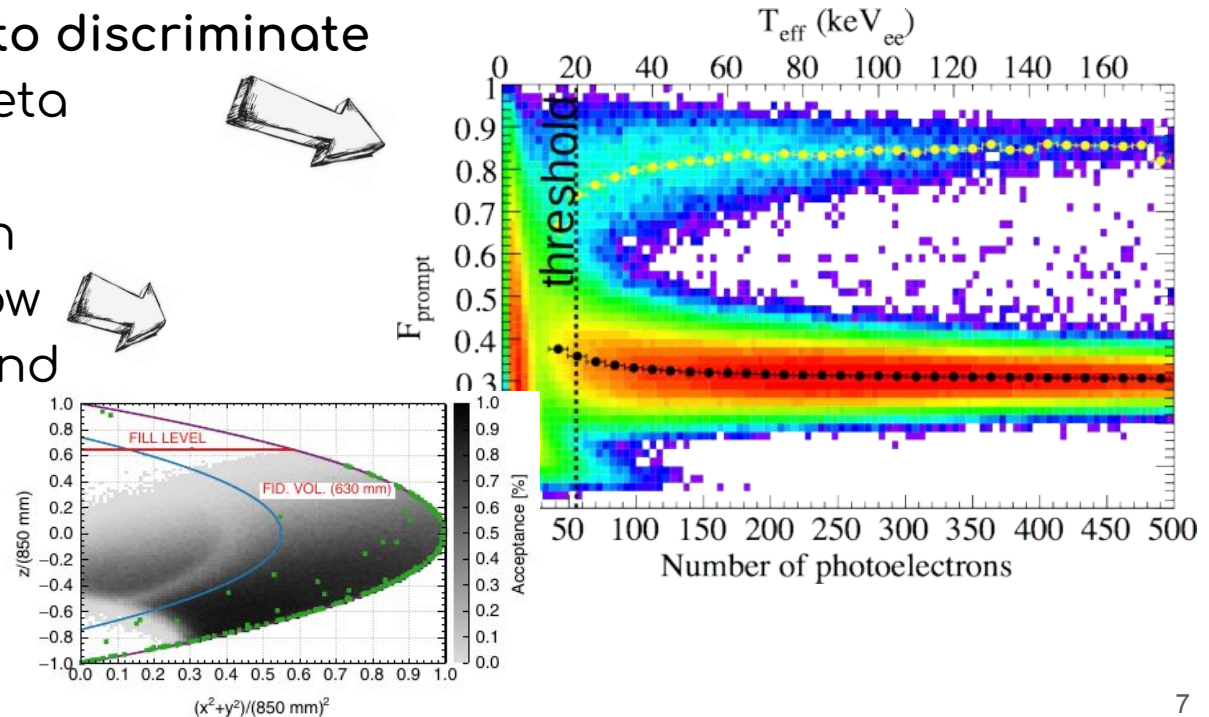 to discriminate
eta
n
ow
nd
T_eff (keV_ee)
0 20 40 60 80 100 120 140 160
1
0.9
0.8
0.7
0.6
0.5
0.4
0.3
F_prompt
threshold
50 100 150 200 250 300 350 400 450 500
Number of photoelectrons
1.0
0.8
0.6
0.4
0.2
0.0
−0.2
−0.4
−0.6
−0.8
−1.0
z/(850 mm)
FILL LEVEL
FID. VOL. (630 mm)
0.0 0.1 0.2 0.3 0.4 0.5 0.6 0.7 0.8 0.9 1.0
(x²+y²)/(850 mm)²
1.0
0.9
0.8
0.7
0.6
0.5
0.4
0.3
0.2
0.1
0.0
Acceptance [%]
7